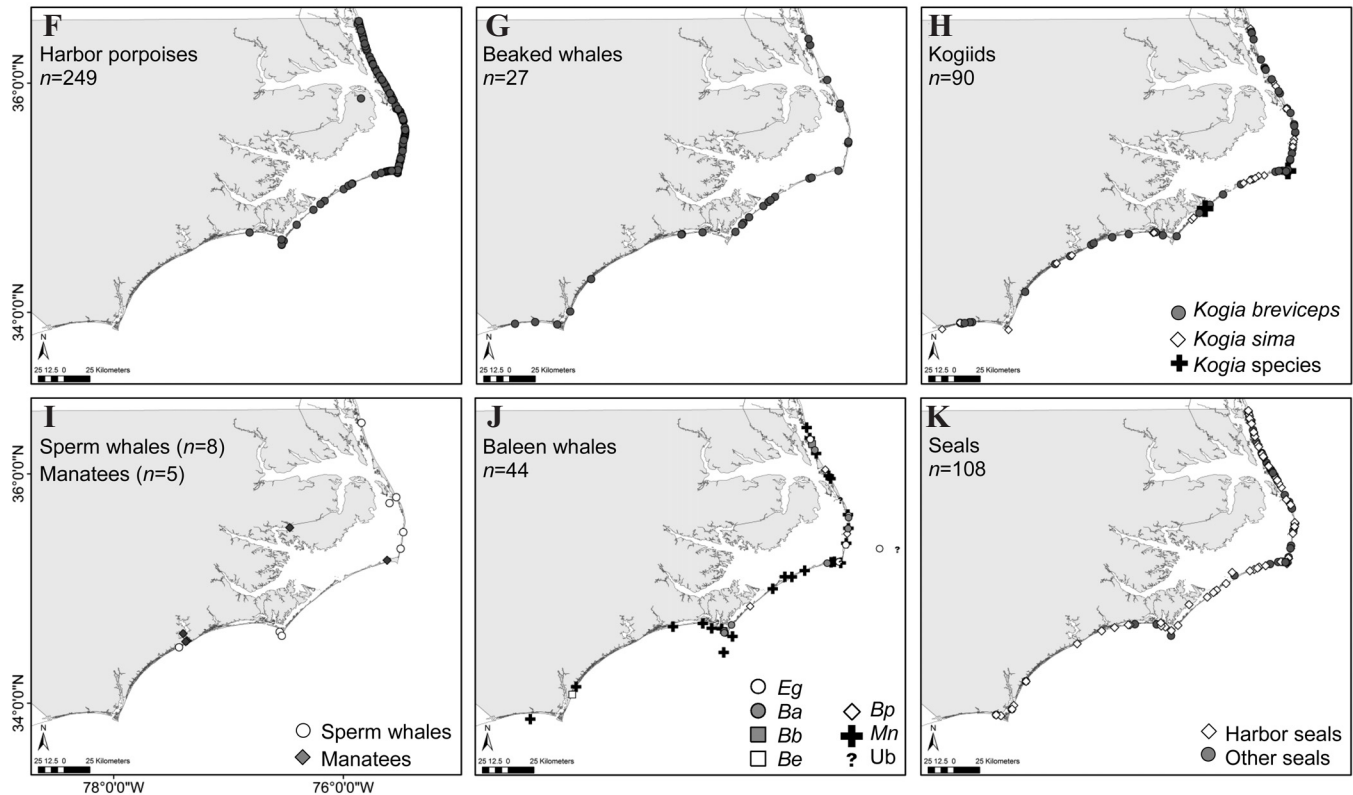 F
Harbor porpoises
n=249
G
Beaked whales
n=27
H
Kogiids
n=90
36°0'0"N
34°0'0"N
Kogia breviceps
Kogia sima
Kogia species
N
25 12.5 0 25 Kilometers
N
25 12.5 0 25 Kilometers
N
25 12.5 0 25 Kilometers
I
Sperm whales (n=8)
Manatees (n=5)
J
Baleen whales
n=44
K
Seals
n=108
36°0'0"N
34°0'0"N
?
Sperm whales
Manatees
Eg
Ba
Bb
Be
Bp
Mn
? Ub
Harbor seals
Other seals
N
25 12.5 0 25 Kilometers
N
25 12.5 0 25 Kilometers
N
25 12.5 0 25 Kilometers
78°0'0"W
76°0'0"W